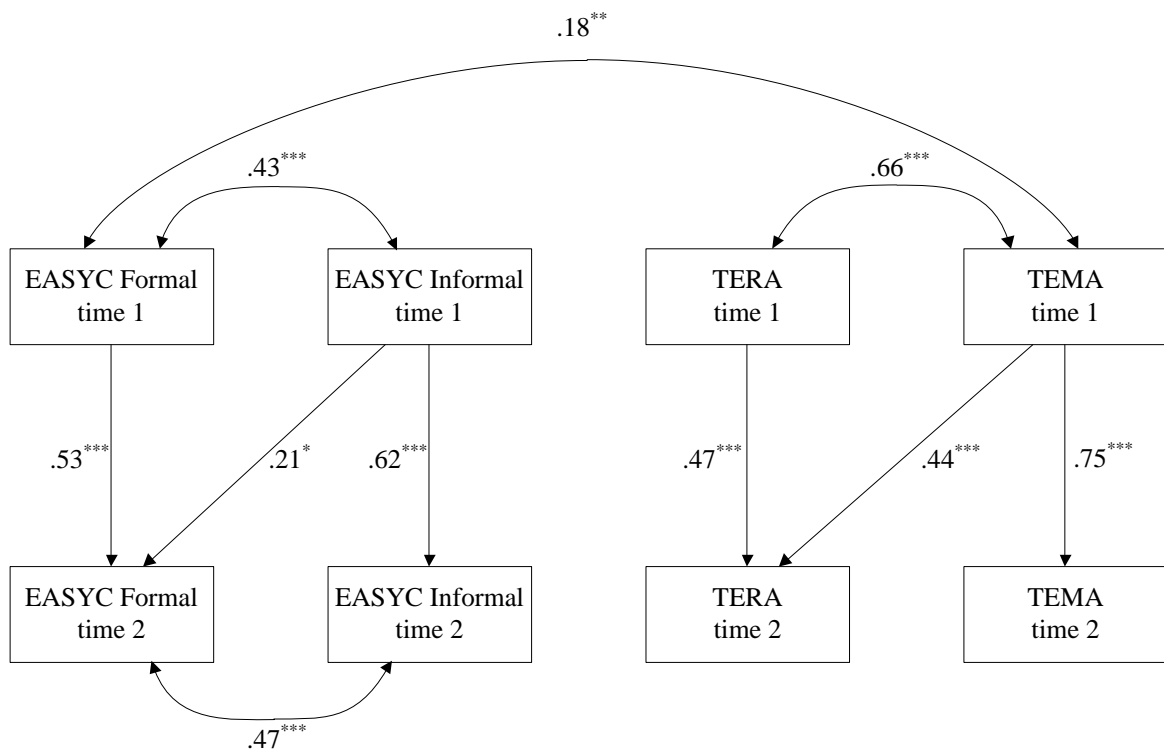 .18**
.43***
.66***
EASYC Formal
time 1
EASYC Informal
time 1
TERA
time 1
TEMA
time 1
.53***
.21*
.62***
.47***
.44***
.75***
EASYC Formal
time 2
EASYC Informal
time 2
TERA
time 2
TEMA
time 2
.47***